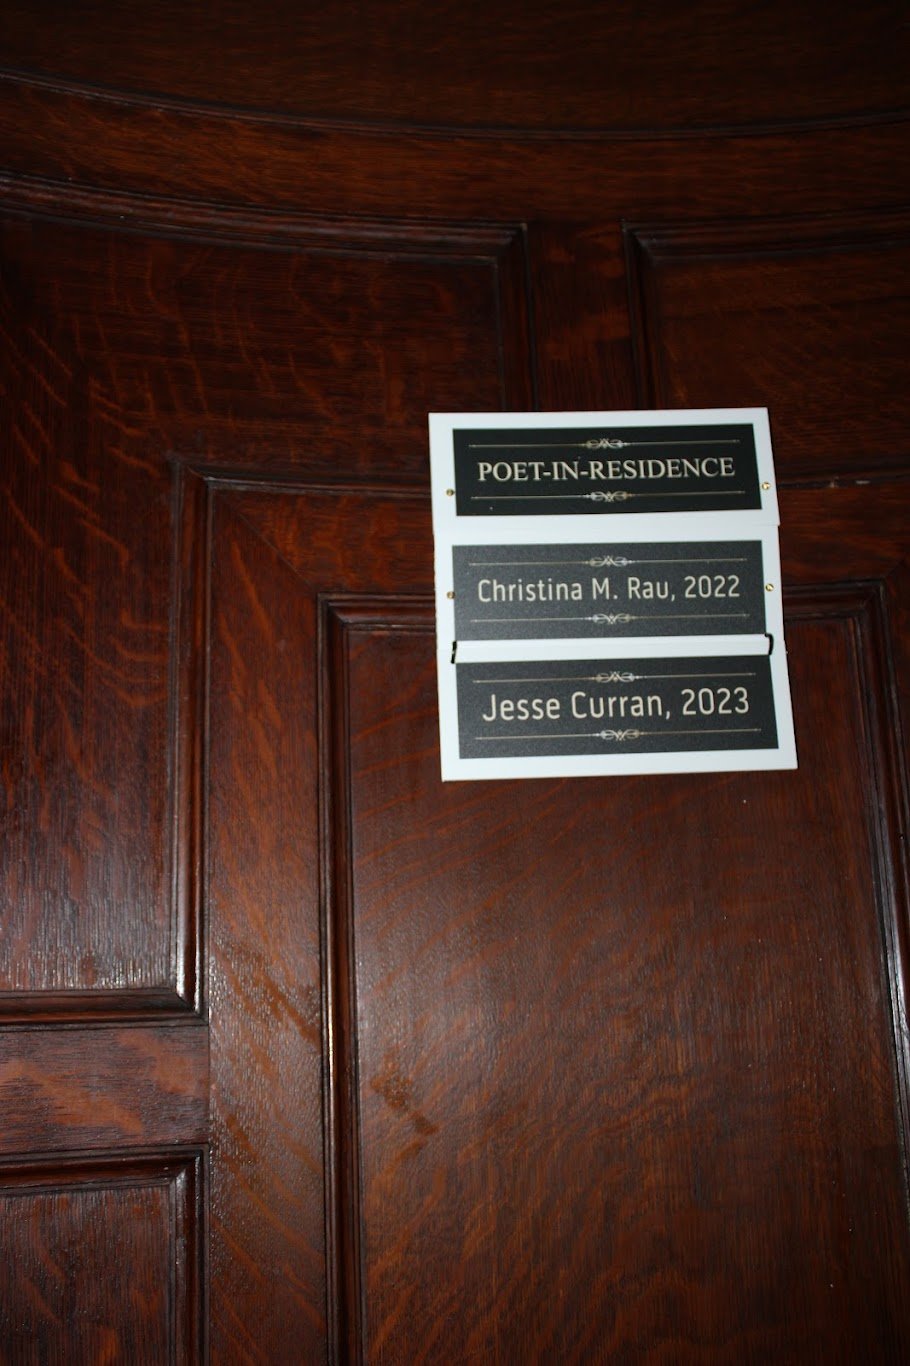 POET-IN-RESIDENCE
Christina M. Rau, 2022
Jesse Curran, 2023